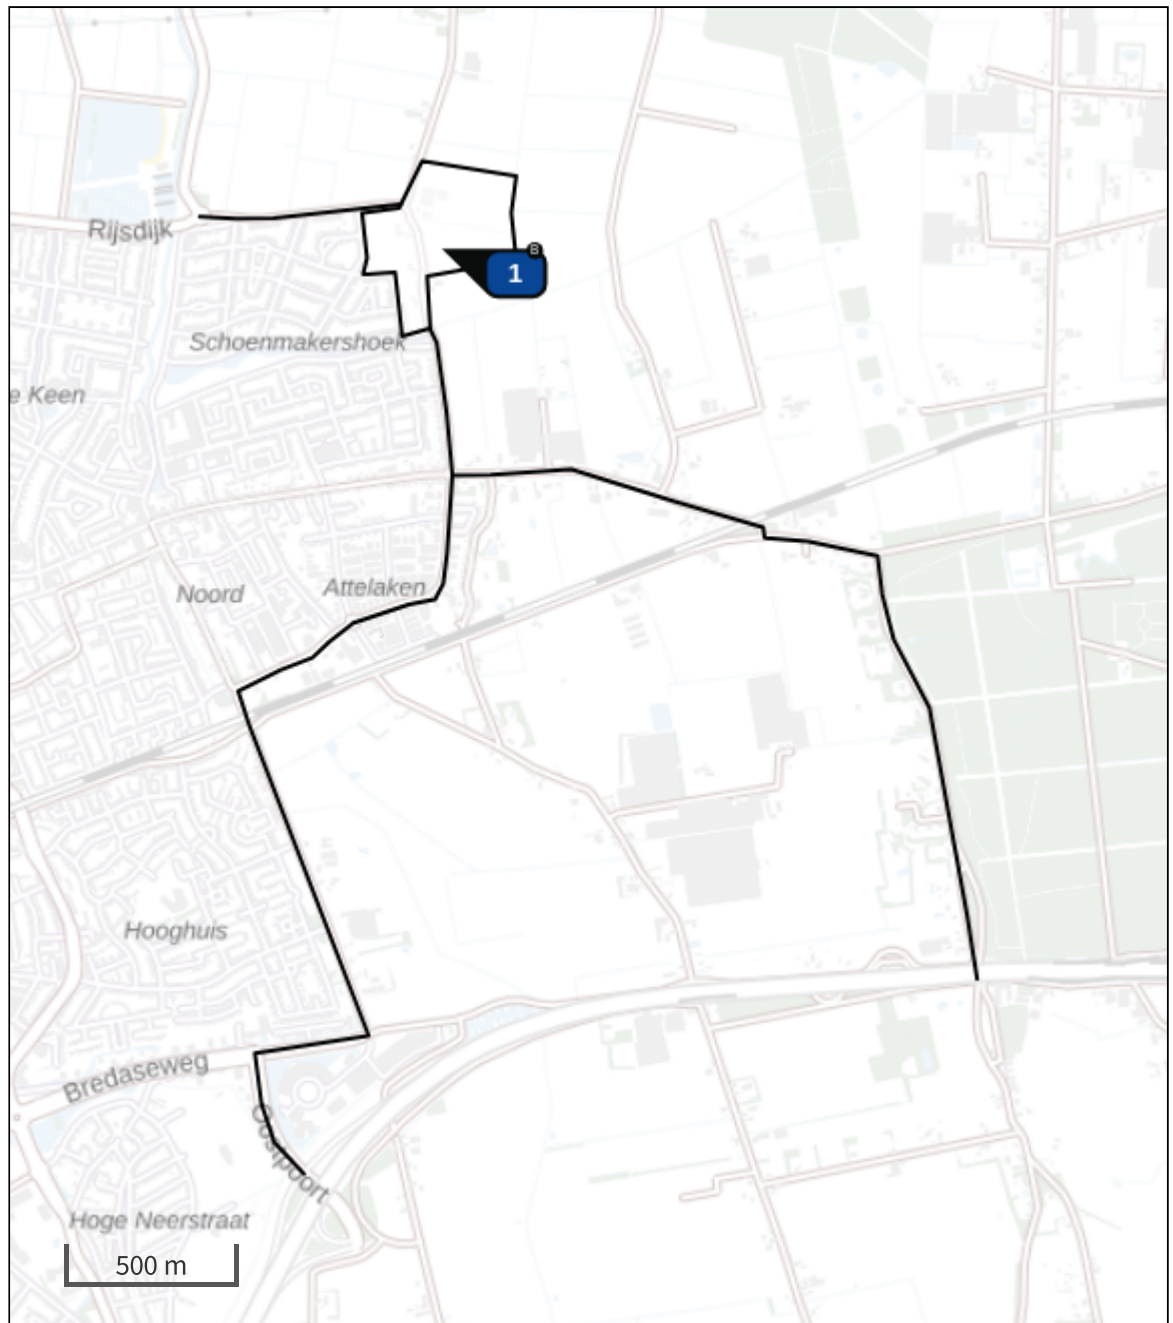 Rijsdijk
B
1
Schoenmakershoek
e Keen
Attelaken
Noord
Hooghuis
Bredaseweg
Oostpoort
Hoge Neerstraat
500 m